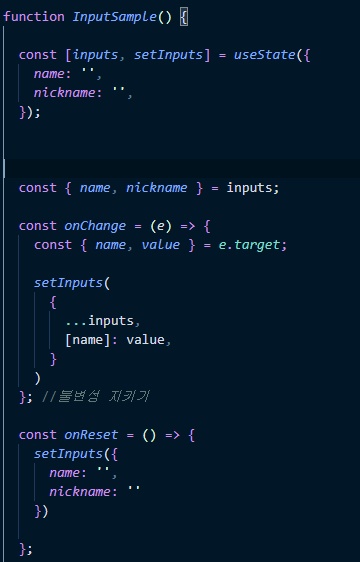 function InputSample() {
const [inputs, setInputs] = useState({
name: '',
nickname: '',
});
const { name, nickname } = inputs;
const onChange = (e) => {
const { name, value } = e.target;
setInputs(
{
...inputs,
[name]: value,
}
)
}; //불변성 지키기
const onReset = () => {
setInputs({
name: '',
nickname: ''
})
};